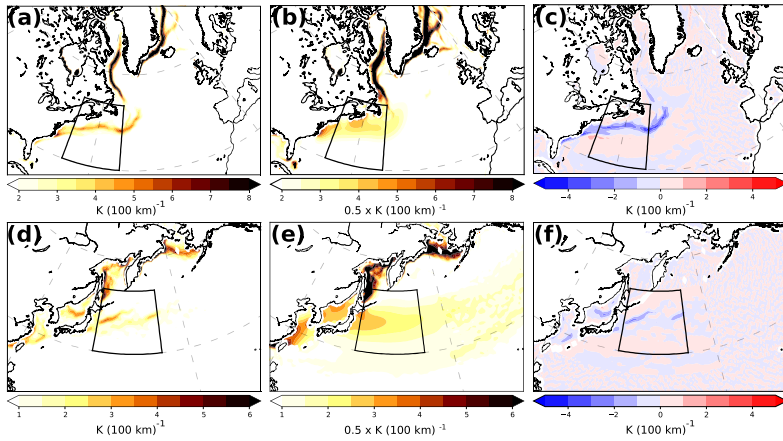 (a) (b) (c)
2 3 4 5 6 7 8 2 3 4 5 6 7 8 −4 −2 0 2 4
K (100 km)⁻¹ 0.5 x K (100 km)⁻¹ K (100 km)⁻¹
(d) (e) (f)
1 2 3 4 5 6 1 2 3 4 5 6 −4 −2 0 2 4
K (100 km)⁻¹ 0.5 x K (100 km) ⁻¹ K (100 km)⁻¹